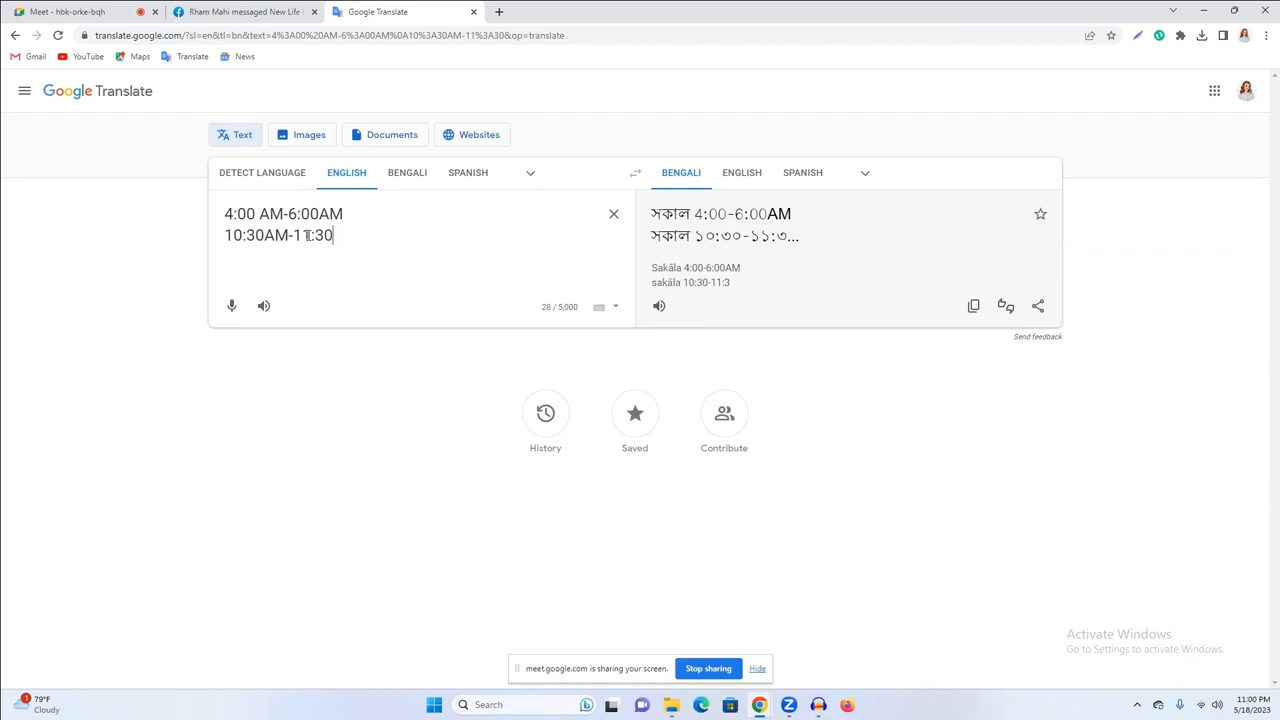 Meet - hbk-orke-bqh
Rham Mahi messaged New Life
Google Translate
translate.google.com/?sl=en&tl=bn&text=4%3A00%20AM-6%3A00AM%0A10%3A30AM-11%3A30&op=translate
Gmail
YouTube
Maps
Translate
News
Google Translate
Text
Images
Documents
Websites
DETECT LANGUAGE
ENGLISH
BENGALI
SPANISH
BENGALI
ENGLISH
SPANISH
4:00 AM-6:00AM
10:30AM-11:30
সকাল 4:00-6:00AM
সকাল ১০:৩০-১১:৩...
Sakāla 4:00-6:00AM
sakāla 10:30-11:3
28 / 5,000
Send feedback
History
Saved
Contribute
Activate Windows
Go to Settings to activate Windows.
meet.google.com is sharing your screen.
Stop sharing
Hide
1
79°F
Cloudy
Search
11:00 PM
5/18/2023